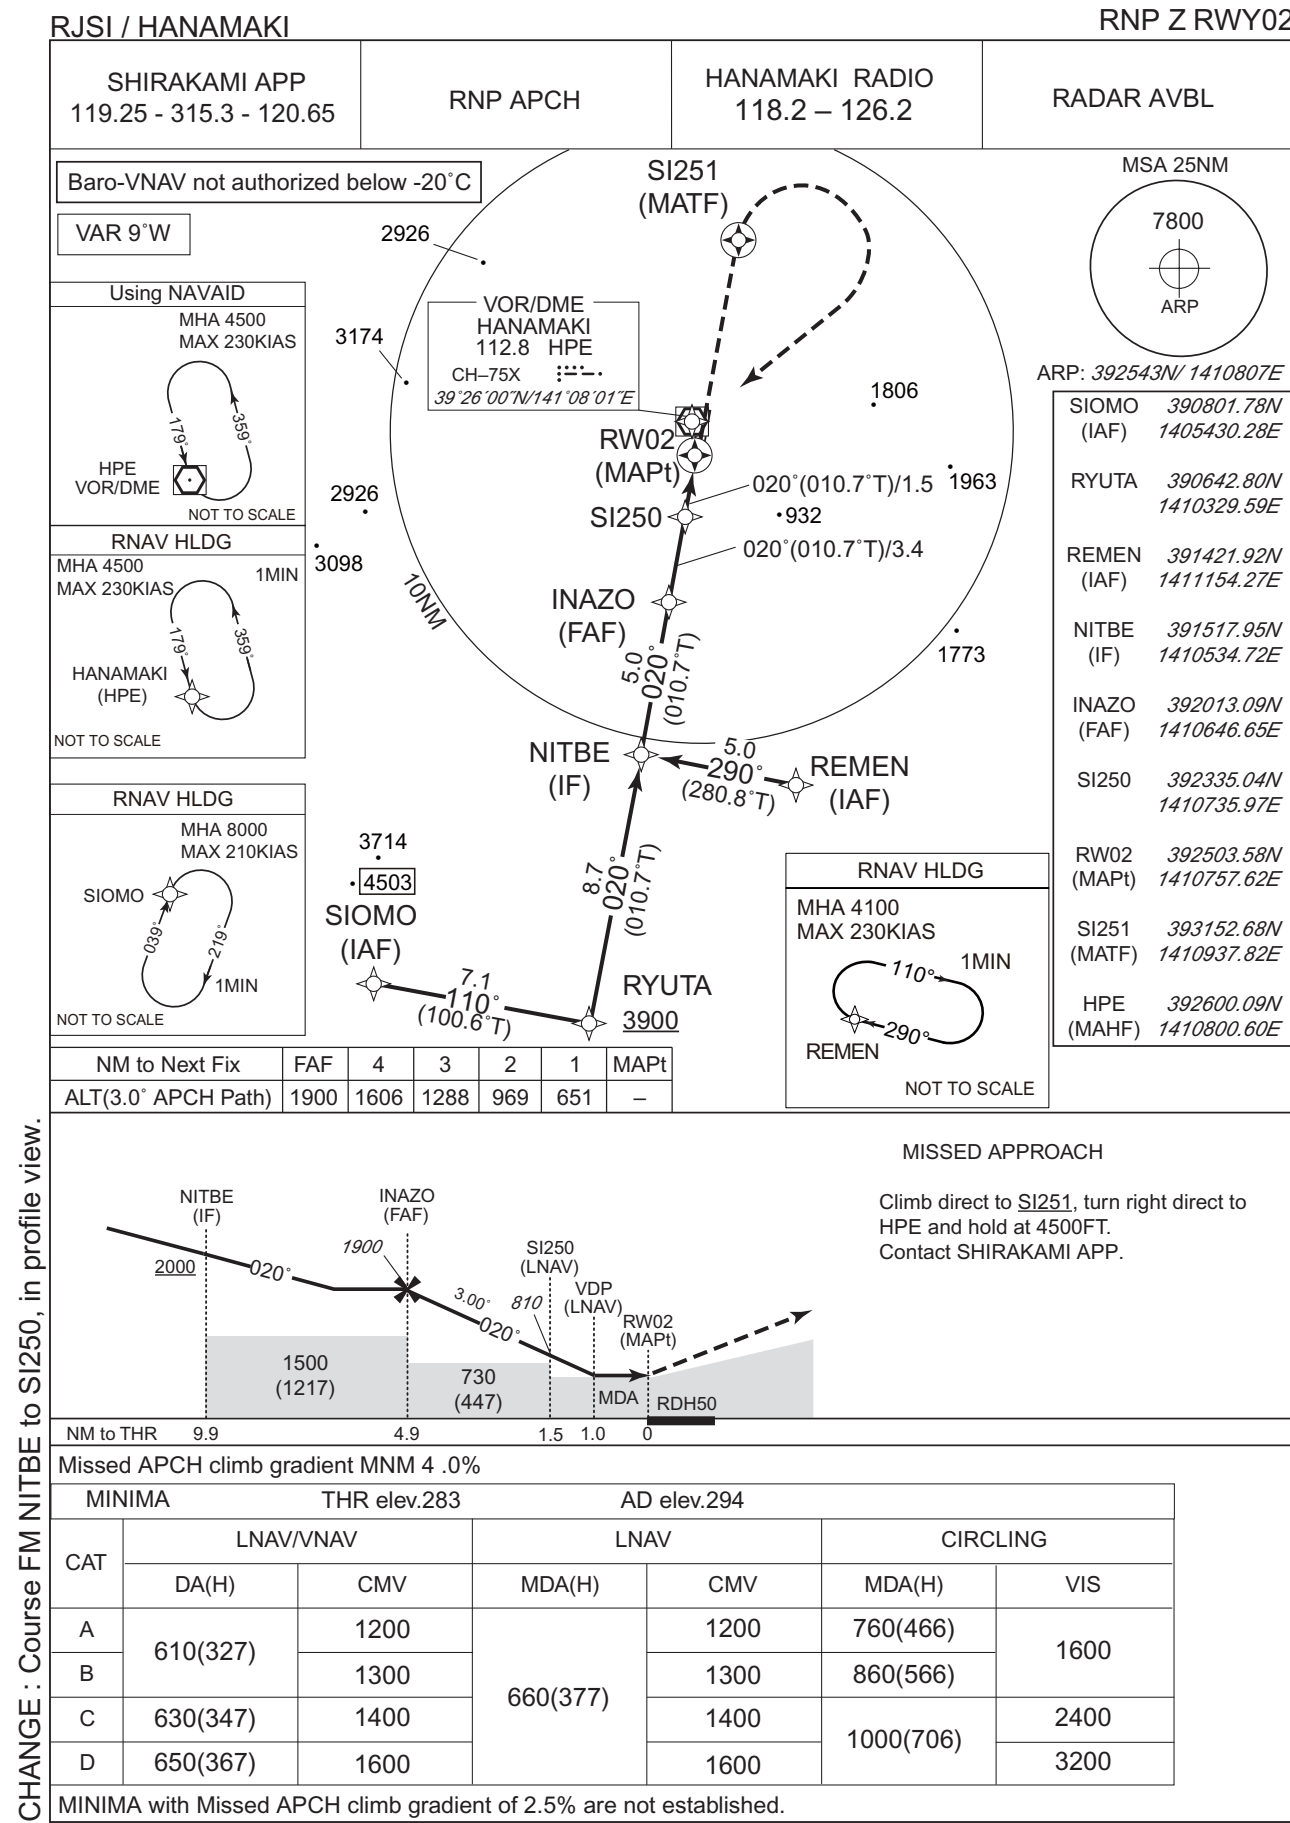 RJSI / HANAMAKI
RNP Z RWY02
SHIRAKAMI APP
119.25 - 315.3 - 120.65
RNP APCH
HANAMAKI RADIO
118.2 – 126.2
RADAR AVBL
Baro-VNAV not authorized below -20˚C
VAR 9˚W
MSA 25NM
7800
ARP
ARP: 392543N/ 1410807E
Using NAVAID
MHA 4500
MAX 230KIAS
179˚
359˚
HPE
VOR/DME
NOT TO SCALE
RNAV HLDG
MHA 4500
MAX 230KIAS
1MIN
179˚
359˚
HANAMAKI
(HPE)
NOT TO SCALE
RNAV HLDG
MHA 8000
MAX 210KIAS
SIOMO
039˚
219˚
1MIN
NOT TO SCALE
SI251
(MATF)
2926
VOR/DME
HANAMAKI
112.8 HPE
CH–75X
39˚26´00˝N/141˚08´01˝E
3174
1806
RW02
(MAPt)
020˚(010.7˚T)/1.5
1963
2926
SI250
932
3098
020˚(010.7˚T)/3.4
10NM
INAZO
(FAF)
1773
5.0
020˚
(010.7˚T)
NITBE
(IF)
5.0
290˚
(280.8˚T)
REMEN
(IAF)
3714
4503
8.7
020˚
(010.7˚T)
SIOMO
(IAF)
7.1
110˚
(100.6˚T)
RYUTA
3900
RNAV HLDG
MHA 4100
MAX 230KIAS
110˚
1MIN
290˚
REMEN
NOT TO SCALE
SIOMO 390801.78N
(IAF) 1405430.28E
RYUTA 390642.80N
1410329.59E
REMEN 391421.92N
(IAF) 1411154.27E
NITBE 391517.95N
(IF) 1410534.72E
INAZO 392013.09N
(FAF) 1410646.65E
SI250 392335.04N
1410735.97E
RW02 392503.58N
(MAPt) 1410757.62E
SI251 393152.68N
(MATF) 1410937.82E
HPE 392600.09N
(MAHF) 1410800.60E
NM to Next Fix FAF 4 3 2 1 MAPt
ALT(3.0˚ APCH Path) 1900 1606 1288 969 651 –
MISSED APPROACH
Climb direct to SI251, turn right direct to
HPE and hold at 4500FT.
Contact SHIRAKAMI APP.
NITBE
(IF)
2000
020˚
INAZO
(FAF)
1900
3.00˚
020˚
SI250
(LNAV)
810
VDP
(LNAV)
RW02
(MAPt)
1500
(1217)
730
(447)
MDA
RDH50
NM to THR 9.9 4.9 1.5 1.0 0
Missed APCH climb gradient MNM 4 .0%
MINIMA THR elev.283 AD elev.294
CAT LNAV/VNAV LNAV CIRCLING
DA(H) CMV MDA(H) CMV MDA(H) VIS
A 610(327) 1200 660(377) 1200 760(466) 1600
B 1300 1300 860(566)
C 630(347) 1400 1400 1000(706) 2400
D 650(367) 1600 1600 3200
MINIMA with Missed APCH climb gradient of 2.5% are not established.
CHANGE : Course FM NITBE to SI250, in profile view.